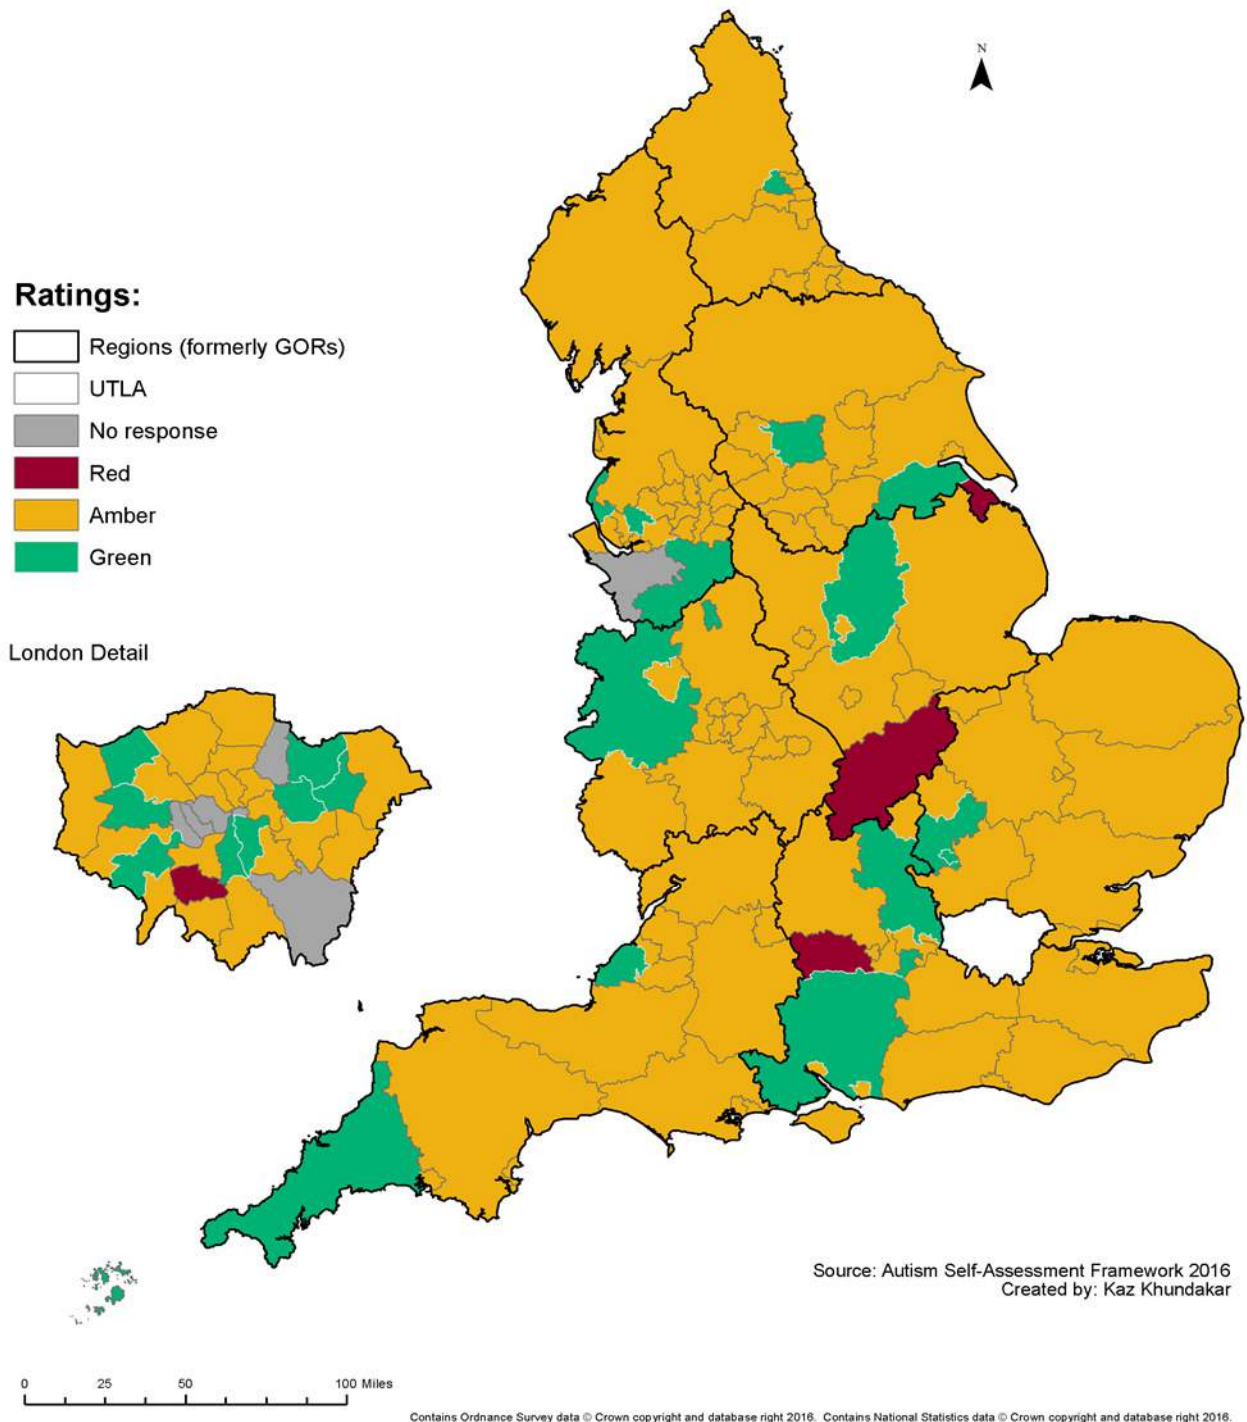 N
Ratings:
Regions (formerly GORs)
UTLA
No response
Red
Amber
Green
London Detail
Source: Autism Self-Assessment Framework 2016
Created by: Kaz Khundakar
0 25 50 100 Miles
Contains Ordnance Survey data © Crown copyright and database right 2016. Contains National Statistics data © Crown copyright and database right 2016.